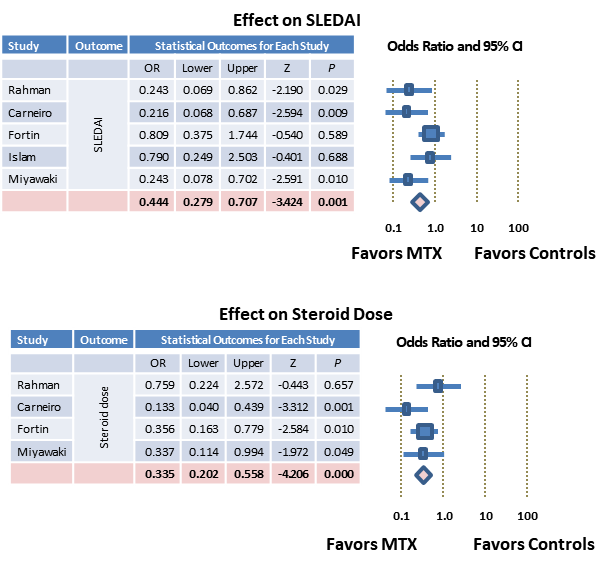 Effect on SLEDAI
Study Outcome Statistical Outcomes for Each Study Odds Ratio and 95% CI
OR Lower Upper Z P
SLEDAI
Rahman 0.243 0.069 0.862 -2.190 0.029
Carneiro 0.216 0.068 0.687 -2.594 0.009
Fortin 0.809 0.375 1.744 -0.540 0.589
Islam 0.790 0.249 2.503 -0.401 0.688
Miyawaki 0.243 0.078 0.702 -2.591 0.010
0.444 0.279 0.707 -3.424 0.001
0.1 1.0 10 100
Favors MTX Favors Controls
Effect on Steroid Dose
Study Outcome Statistical Outcomes for Each Study Odds Ratio and 95% CI
OR Lower Upper Z P
Steroid dose
Rahman 0.759 0.224 2.572 -0.443 0.657
Carneiro 0.133 0.040 0.439 -3.312 0.001
Fortin 0.356 0.163 0.779 -2.584 0.010
Miyawaki 0.337 0.114 0.994 -1.972 0.049
0.335 0.202 0.558 -4.206 0.000
0.1 1.0 10 100
Favors MTX Favors Controls